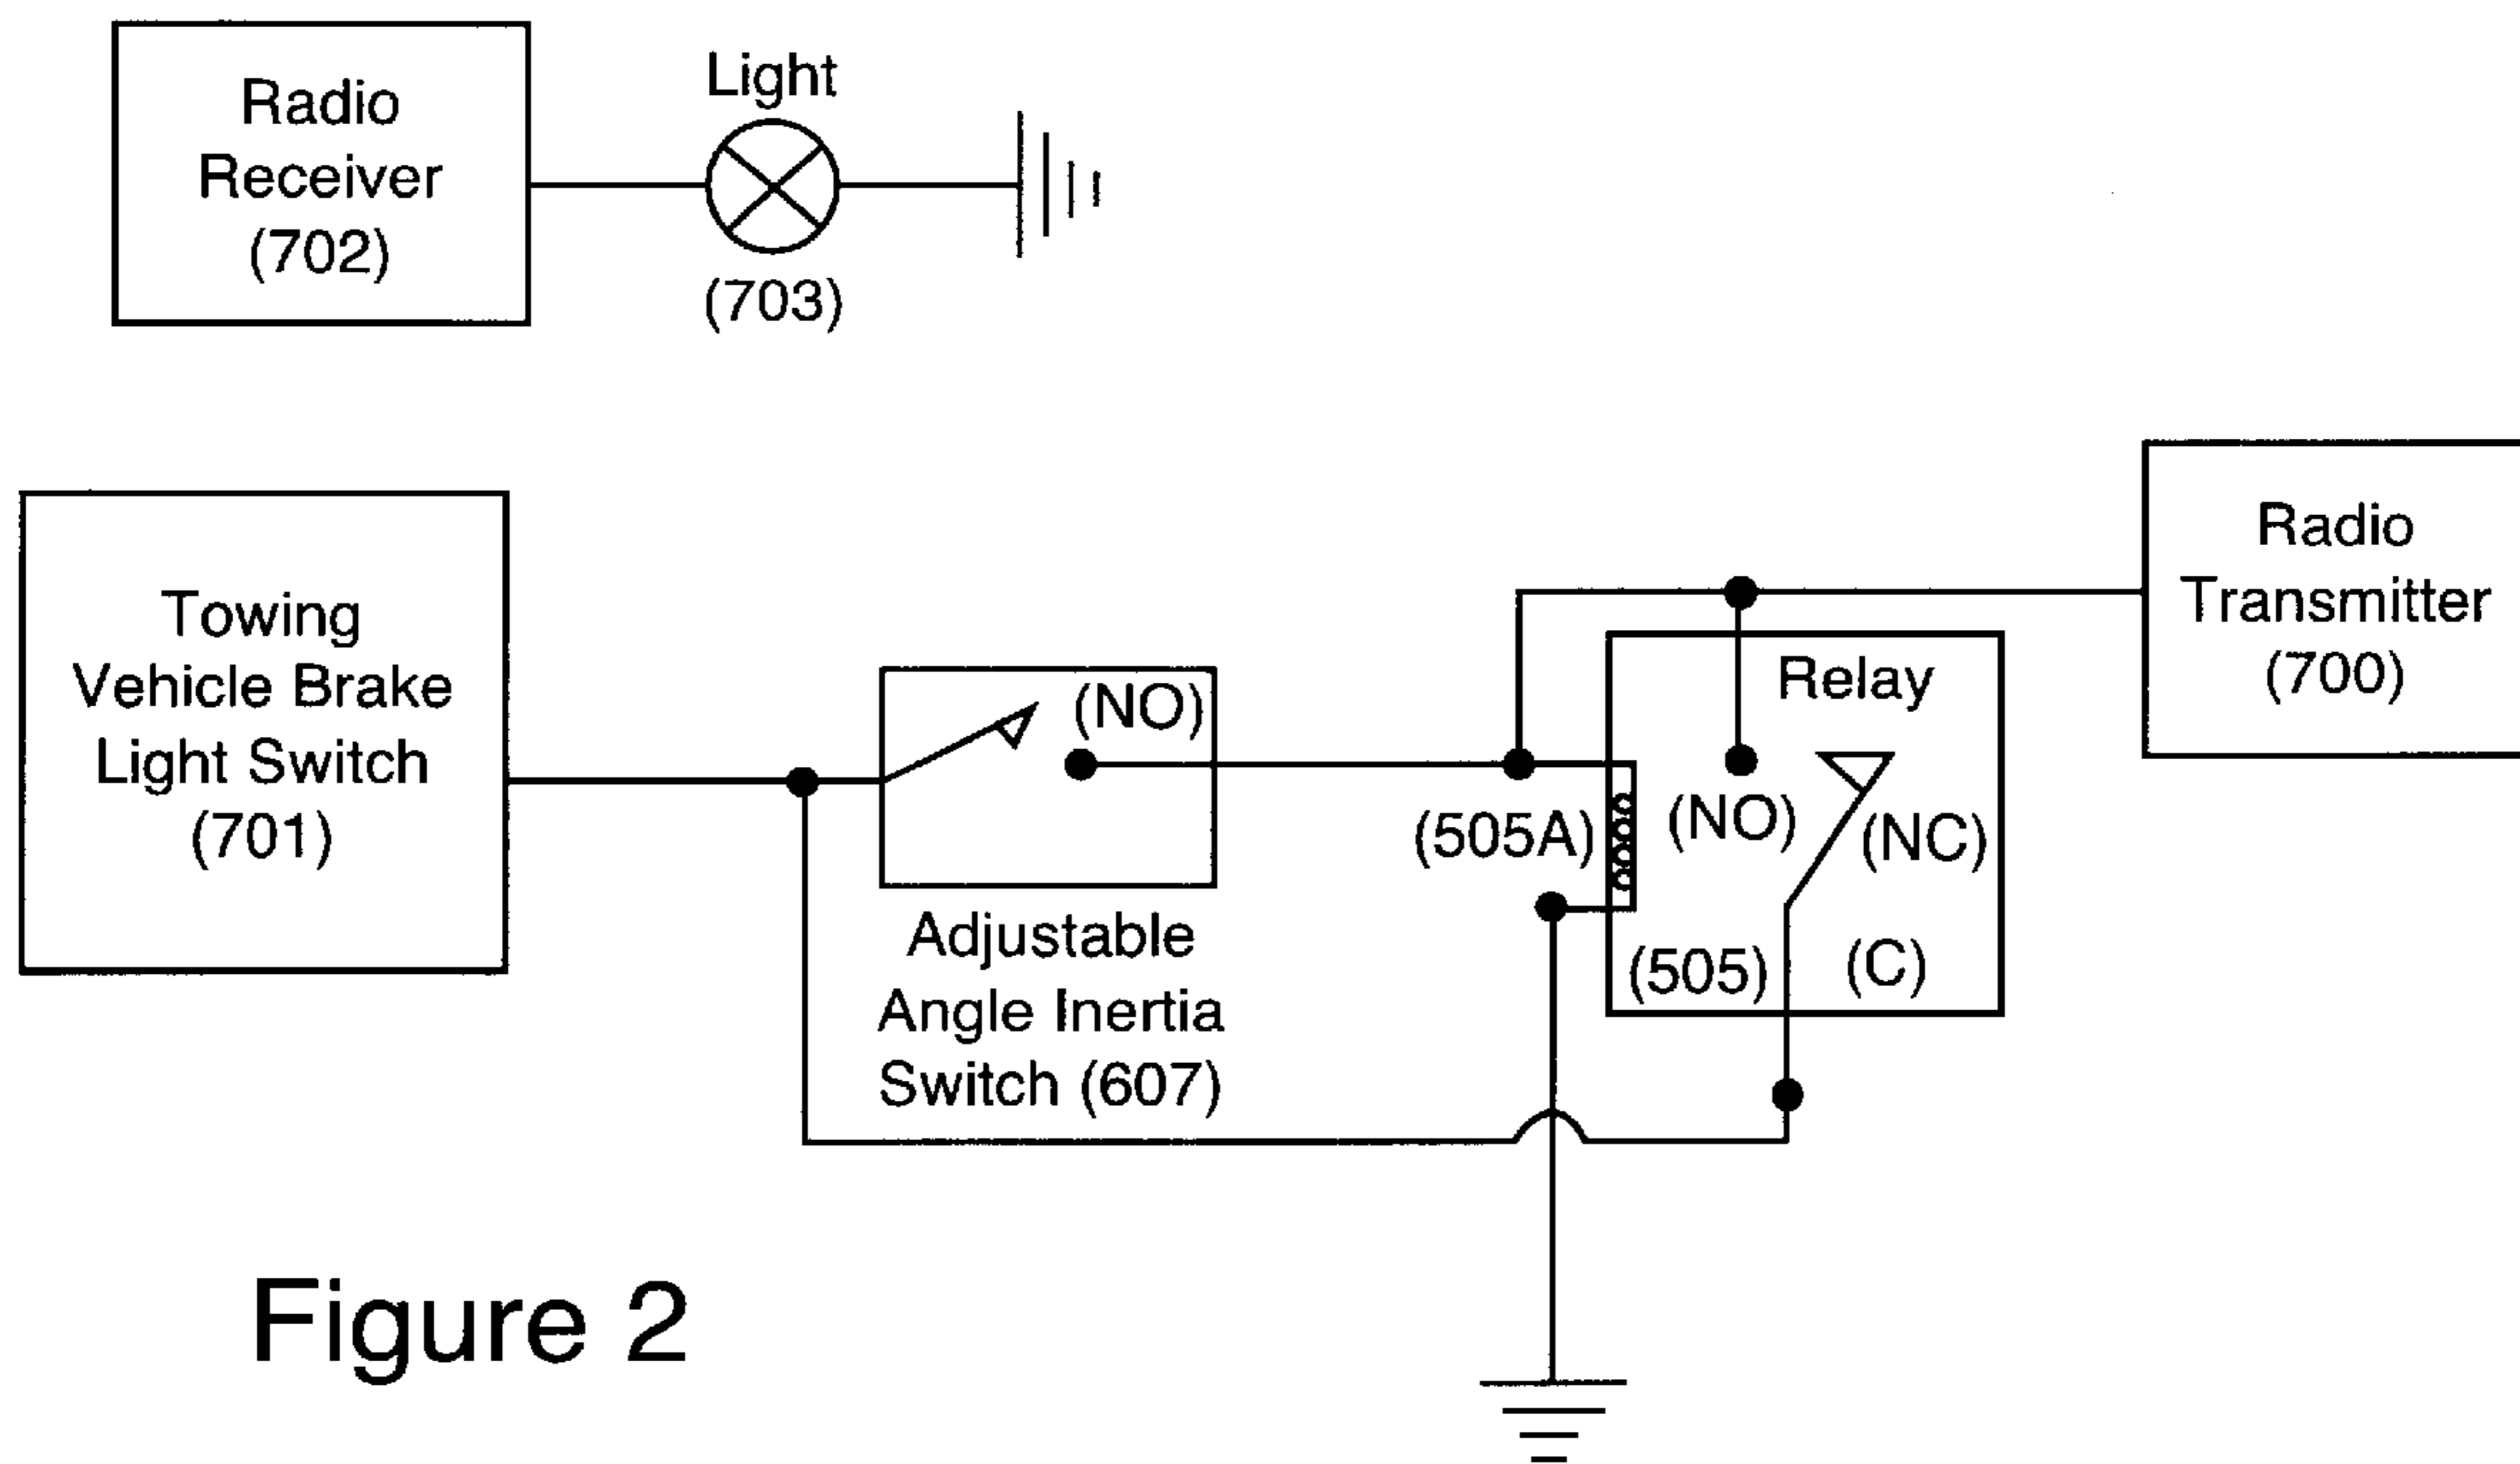 Radio
Receiver
(702)
Light
(703)
Towing
Vehicle Brake
Light Switch
(701)
(NO)
Adjustable
Angle Inertia
Switch (607)
(505A)
Relay
(NO)
(NC)
(505)
(C)
Radio
Transmitter
(700)
Figure 2